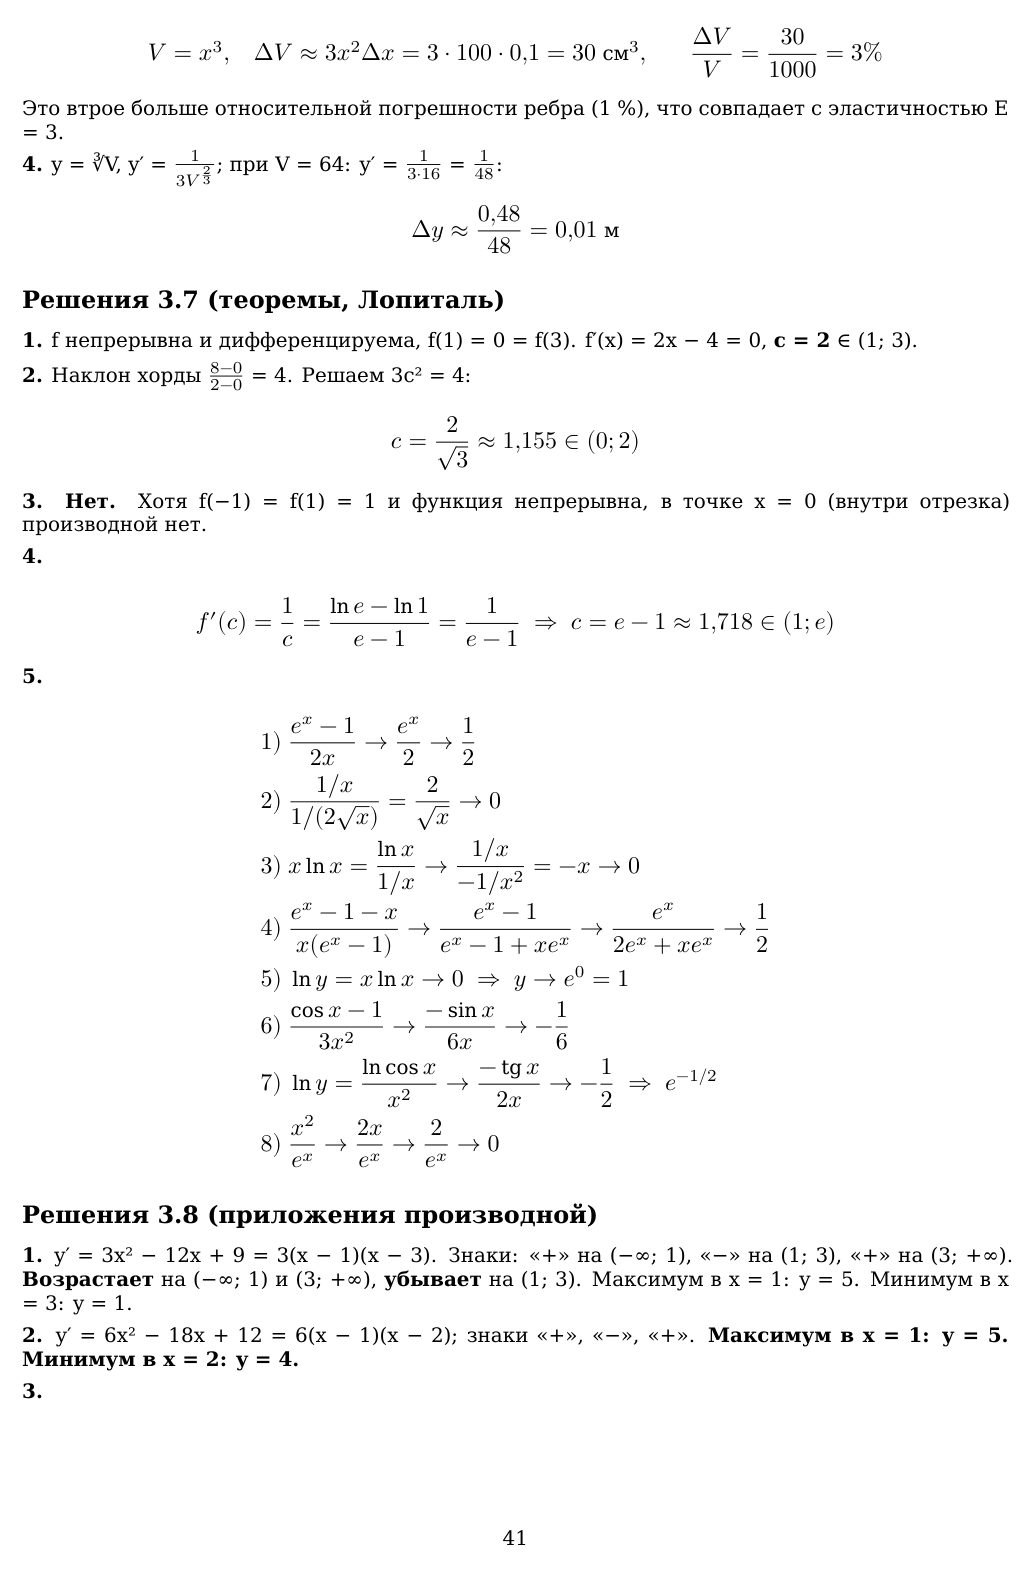 V = x³, ΔV ≈ 3x²Δx = 3 · 100 · 0,1 = 30 см³, ΔV/V = 30/1000 = 3%
Это втрое больше относительной погрешности ребра (1 %), что совпадает с эластичностью E
= 3.
4. y = ∛V, y′ = 1/(3V^(2/3)); при V = 64: y′ = 1/(3·16) = 1/48:
Δy ≈ 0,48/48 = 0,01 м
Решения 3.7 (теоремы, Лопиталь)
1. f непрерывна и дифференцируема, f(1) = 0 = f(3). f′(x) = 2x − 4 = 0, c = 2 ∈ (1; 3).
2. Наклон хорды (8−0)/(2−0) = 4. Решаем 3c² = 4:
c = 2/√3 ≈ 1,155 ∈ (0; 2)
3. Нет. Хотя f(−1) = f(1) = 1 и функция непрерывна, в точке x = 0 (внутри отрезка)
производной нет.
4.
f′(c) = 1/c = (ln e − ln 1)/(e − 1) = 1/(e − 1) ⇒ c = e − 1 ≈ 1,718 ∈ (1; e)
5.
1) (eˣ − 1)/(2x) → eˣ/2 → 1/2
2) (1/x)/(1/(2√x)) = 2/√x → 0
3) x ln x = (ln x)/(1/x) → (1/x)/(−1/x²) = −x → 0
4) (eˣ − 1 − x)/(x(eˣ − 1)) → (eˣ − 1)/(eˣ − 1 + xeˣ) → eˣ/(2eˣ + xeˣ) → 1/2
5) ln y = x ln x → 0 ⇒ y → e⁰ = 1
6) (cos x − 1)/(3x²) → (− sin x)/(6x) → −1/6
7) ln y = (ln cos x)/x² → (− tg x)/(2x) → −1/2 ⇒ e^(−1/2)
8) x²/eˣ → 2x/eˣ → 2/eˣ → 0
Решения 3.8 (приложения производной)
1. y′ = 3x² − 12x + 9 = 3(x − 1)(x − 3). Знаки: «+» на (−∞; 1), «−» на (1; 3), «+» на (3; +∞).
Возрастает на (−∞; 1) и (3; +∞), убывает на (1; 3). Максимум в x = 1: y = 5. Минимум в x
= 3: y = 1.
2. y′ = 6x² − 18x + 12 = 6(x − 1)(x − 2); знаки «+», «−», «+». Максимум в x = 1: y = 5.
Минимум в x = 2: y = 4.
3.
41